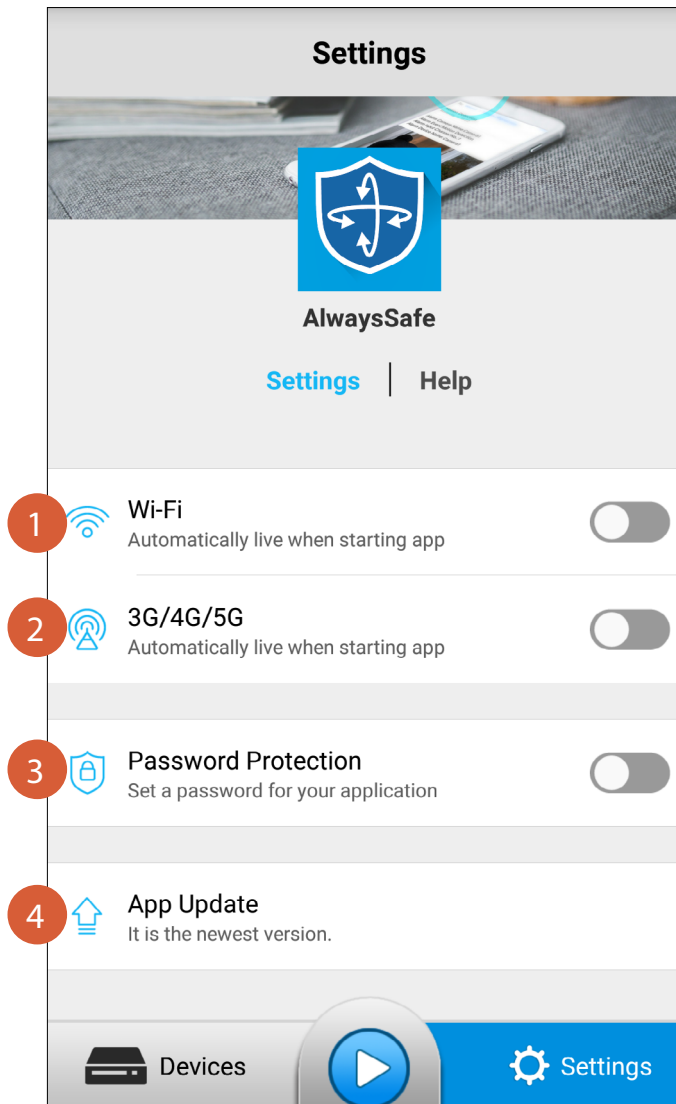 Settings
AlwaysSafe
Settings | Help
1 Wi-Fi
Automatically live when starting app
2 3G/4G/5G
Automatically live when starting app
3 Password Protection
Set a password for your application
4 App Update
It is the newest version.
Devices Settings